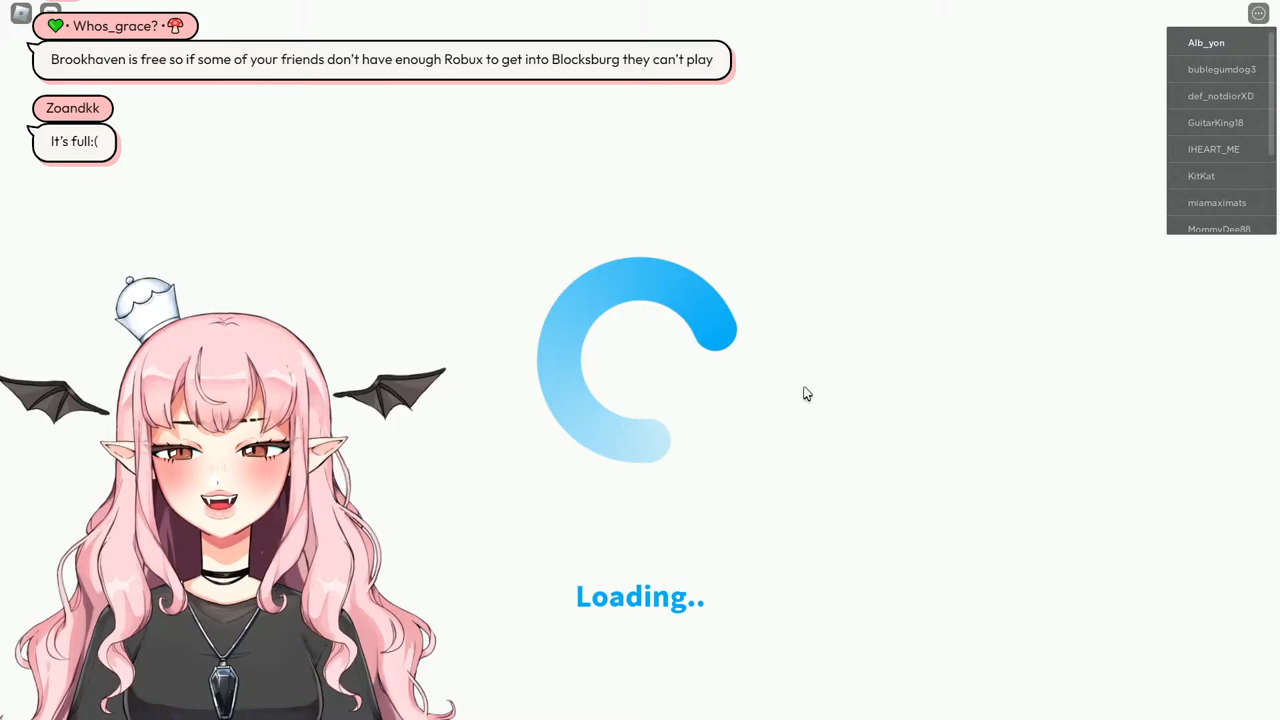 💚· Whos_grace? ·🍄
Brookhaven is free so if some of your friends don’t have enough Robux to get into Blocksburg they can’t play
Zoandkk
It’s full:(
Alb_yon
bublegumdog3
def_notdiorXD
GuitarKing18
IHEART_ME
KitKat
miamaximats
MommyDee88
Loading..